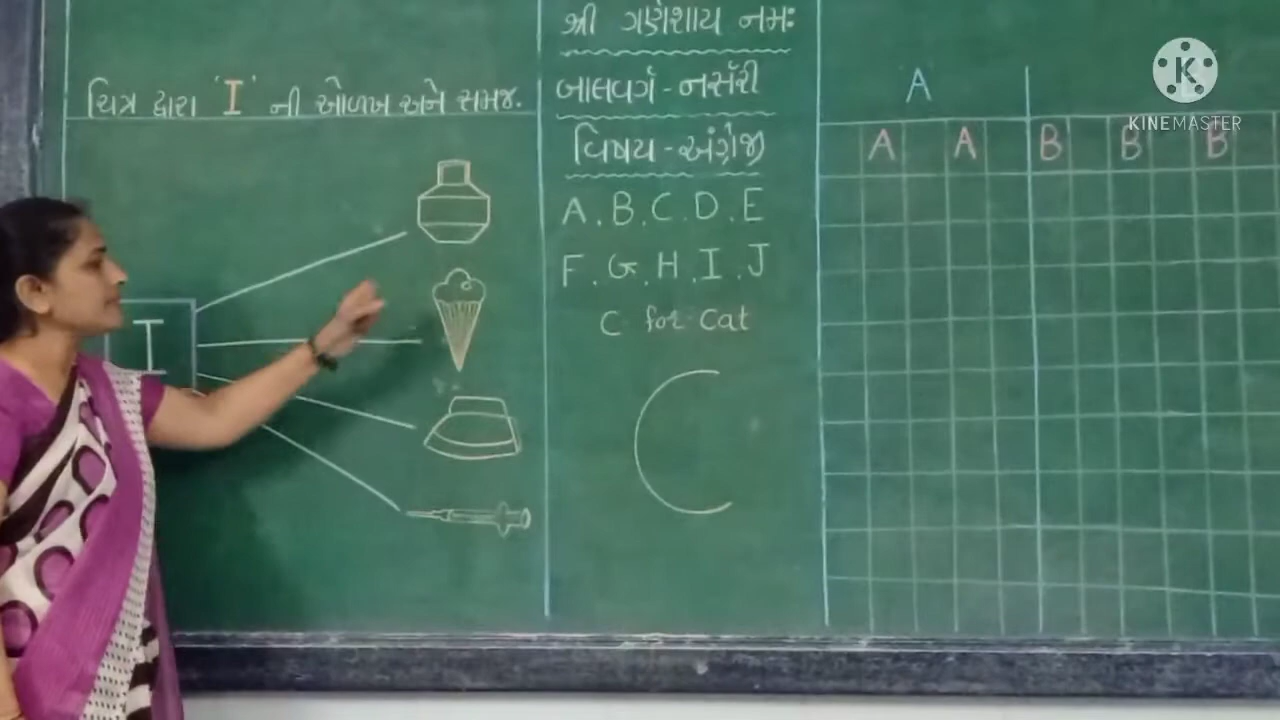 ચિત્ર દ્વારા 'I' ની ઓળખ અને સમજ.
I
શ્રી ગણેશાય નમઃ
બાલવર્ગ - નર્સરી
વિષય - અંગ્રેજી
A . B . C . D . E
F . G . H . I . J
C for Cat
C
A
A A B B B
K
KINEMASTER